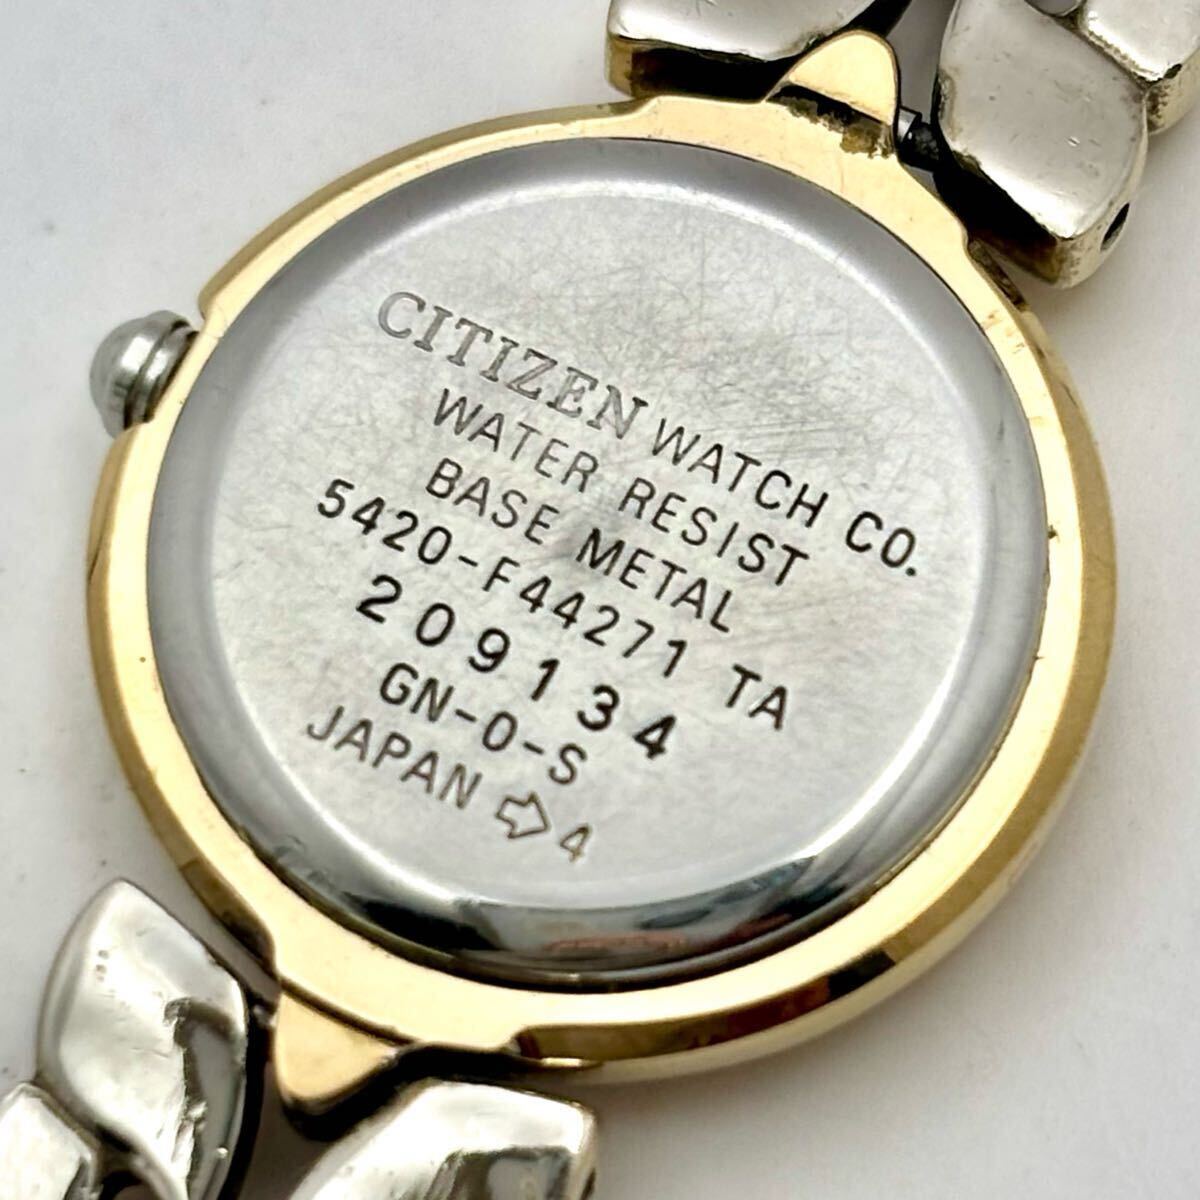 CITIZEN WATCH CO.
WATER RESIST
BASE METAL
5420-F44271 TA
209134
GN-0-S
JAPAN ⇨4